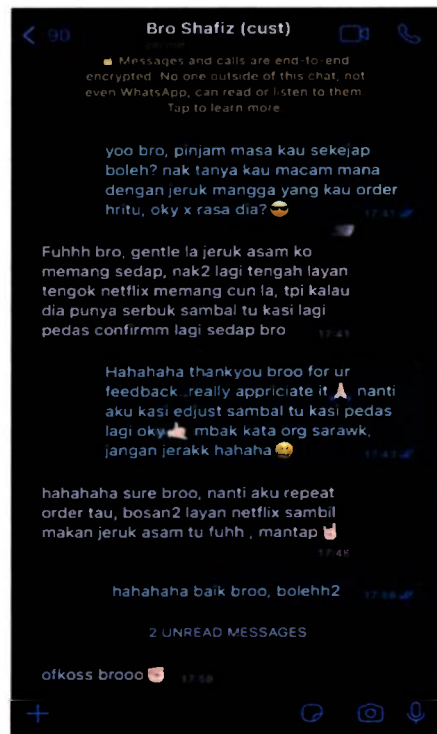 90
Bro Shafiz (cust)
Messages and calls are end-to-end
encrypted. No one outside of this chat, not
even WhatsApp, can read or listen to them.
Tap to learn more.
yoo bro, pinjam masa kau sekejap
boleh? nak tanya kau macam mana
dengan jeruk mangga yang kau order
hritu, oky x rasa dia? 😎
17:41
Fuhhh bro, gentle la jeruk asam ko
memang sedap, nak2 lagi tengah layan
tengok netflix memang cun la, tpi kalau
dia punya serbuk sambal tu kasi lagi
pedas confirmm lagi sedap bro
17:43
Hahahaha thankyou broo for ur
feedback..really appriciate it 🙏 nanti
aku kasi edjust sambal tu kasi pedas
lagi oky🤙 mbak kata org sarawk,
jangan jerakk hahaha
17:43
hahahaha sure broo, nanti aku repeat
order tau, bosan2 layan netflix sambil
makan jeruk asam tu fuhh , mantap 🤘
17:48
hahahaha baik broo, bolehh2
17:58
2 UNREAD MESSAGES
ofkoss brooo
17:58